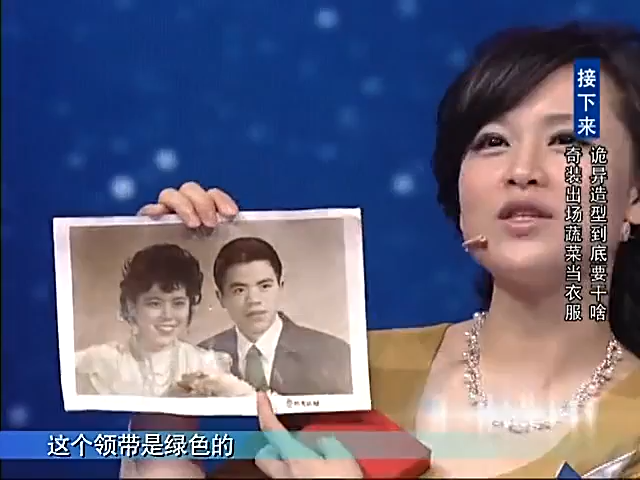 接下来
诡异造型到底要干啥
奇装出场蔬菜当衣服
这个领带是绿色的